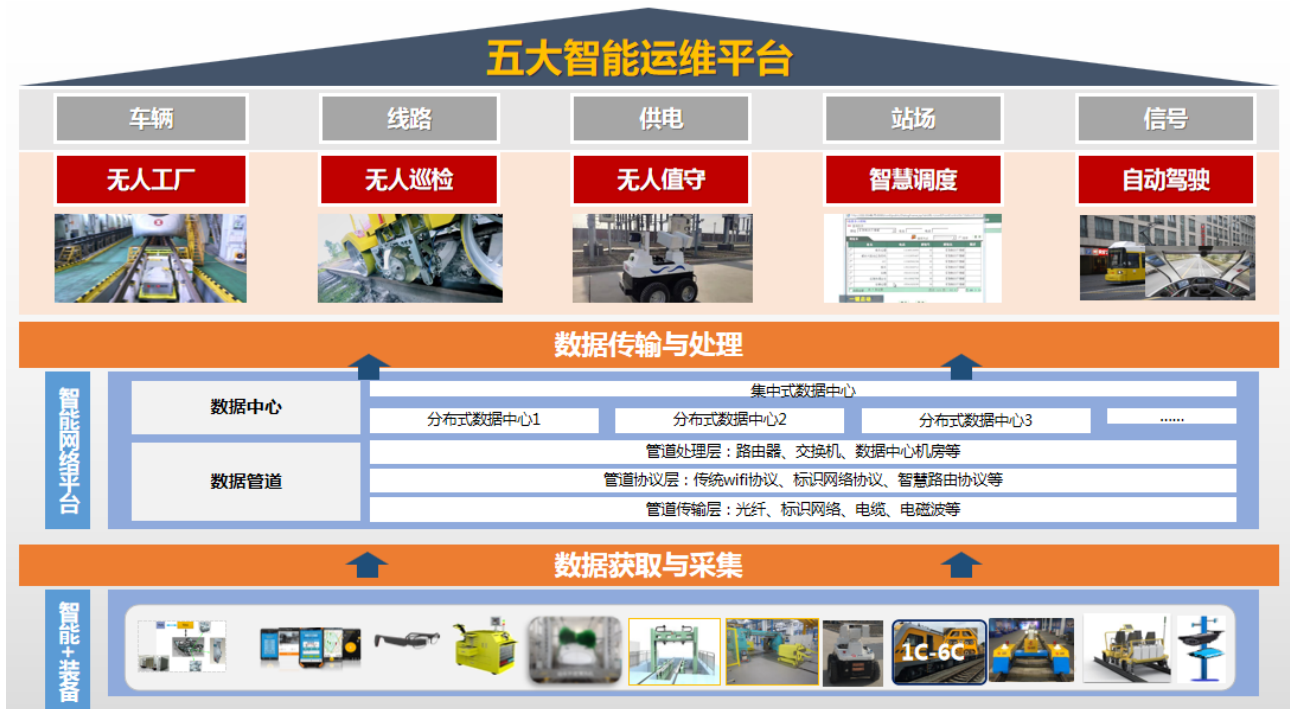 五大智能运维平台
车辆
线路
供电
站场
信号
无人工厂
无人巡检
无人值守
智慧调度
自动驾驶
数据传输与处理
智能网络平台
数据中心
集中式数据中心
分布式数据中心1
分布式数据中心2
分布式数据中心3
......
数据管道
管道处理层：路由器、交换机、数据中心机房等
管道协议层：传统wifi协议、标识网络协议、智慧路由协议等
管道传输层：光纤、标识网络、电缆、电磁波等
数据获取与采集
智能+装备
1C-6C